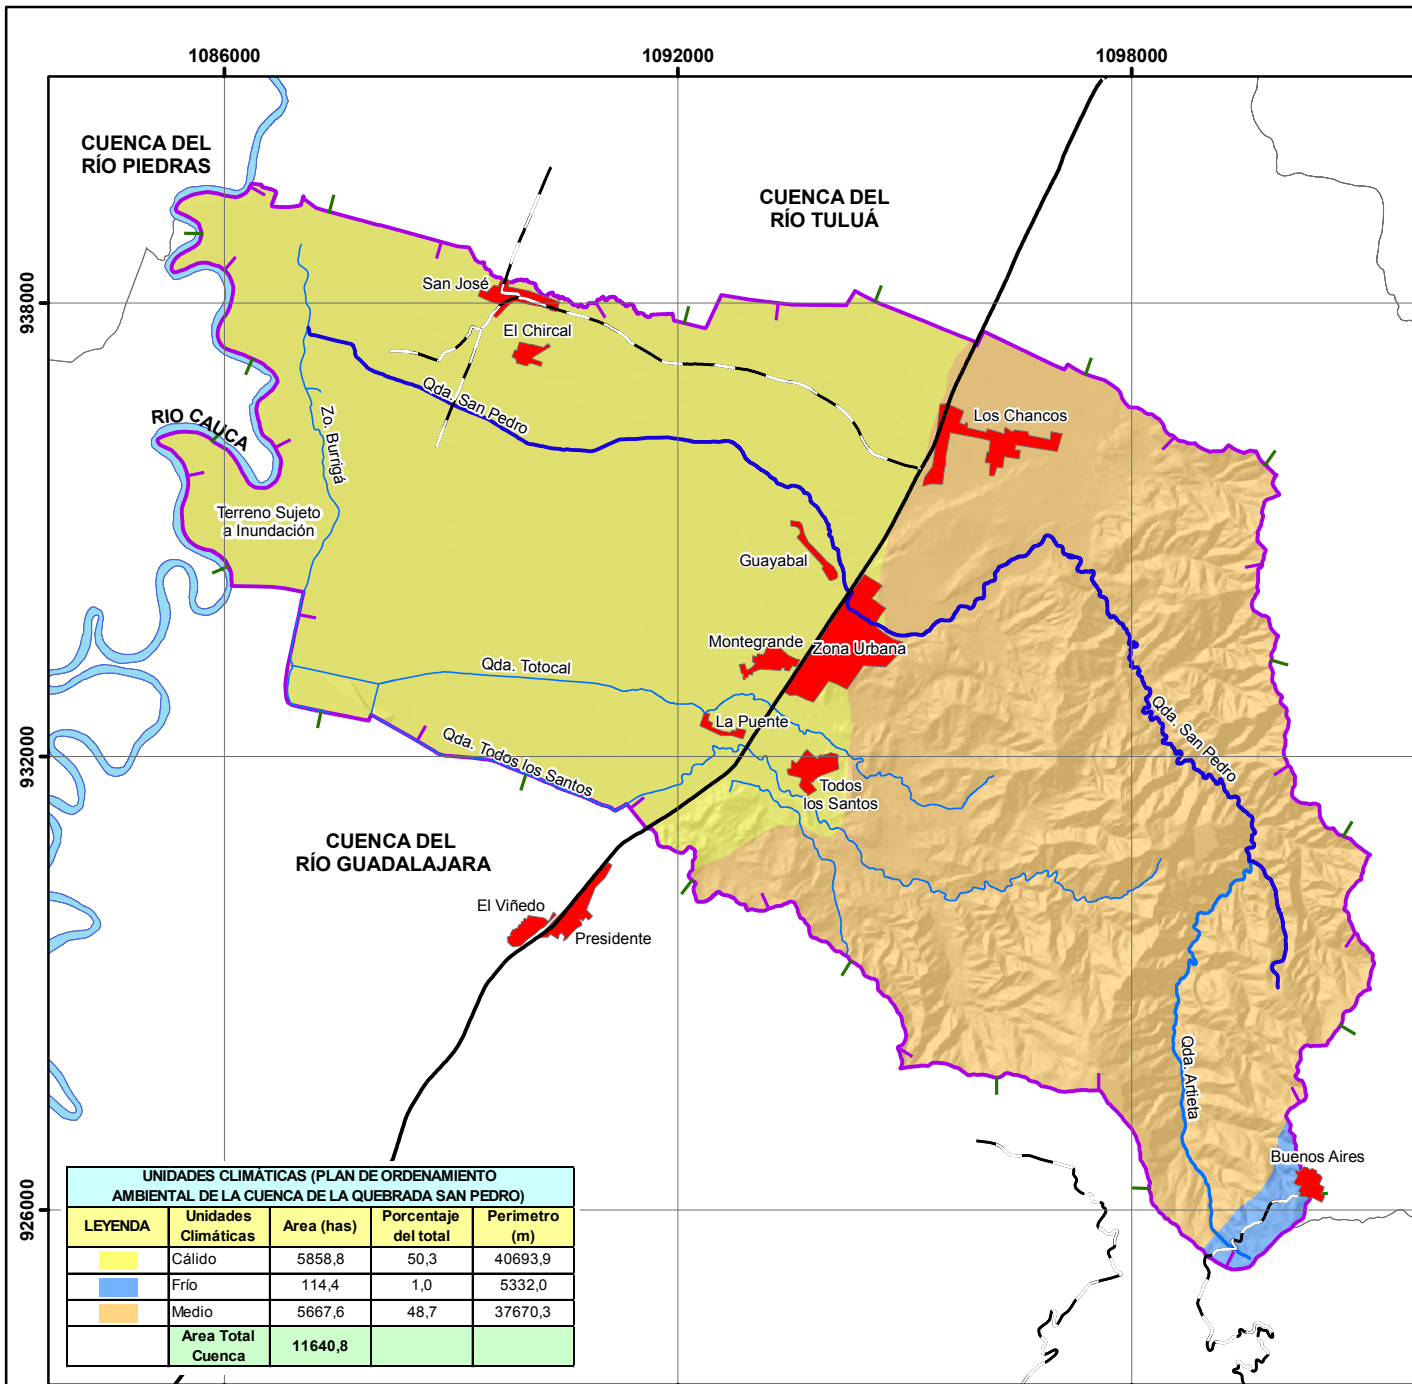 1086000
1092000
1098000
CUENCA DEL
RÍO PIEDRAS
CUENCA DEL
RÍO TULUÁ
938000
San José
El Chircal
Qda. San Pedro
RIO CAUCA
Zo. Burrigá
Los Chancos
Terreno Sujeto
a Inundación
Guayabal
Montegrande
Zona Urbana
Qda. Totocal
Qda. San Pedro
La Puente
932000
Qda. Todos los Santos
Todos
los Santos
CUENCA DEL
RÍO GUADALAJARA
El Viñedo
Presidente
Qda. Artieta
Buenos Aires
926000
UNIDADES CLIMÁTICAS (PLAN DE ORDENAMIENTO
AMBIENTAL DE LA CUENCA DE LA QUEBRADA SAN PEDRO)
LEYENDA Unidades Climáticas Area (has) Porcentaje del total Perimetro (m)
Cálido 5858,8 50,3 40693,9
Frío 114,4 1,0 5332,0
Medio 5667,6 48,7 37670,3
Area Total Cuenca 11640,8